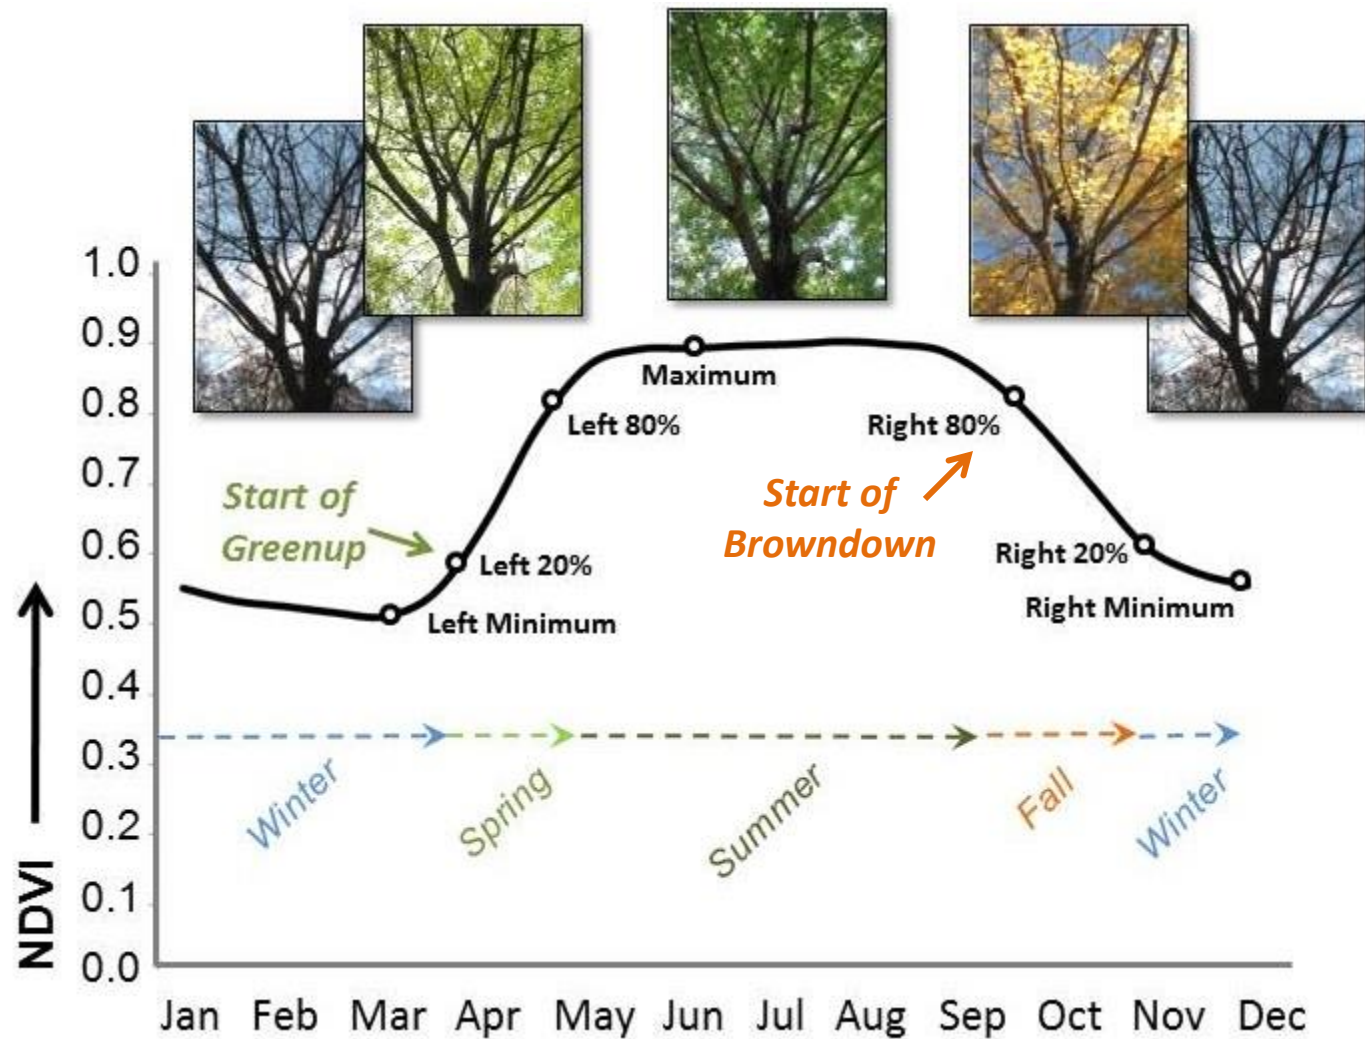 1.0
0.9
0.8
0.7
0.6
0.5
0.4
0.3
0.2
0.1
0.0
NDVI
Maximum
Left 80%
Right 80%
Start of
Greenup
Start of
Browndown
Left 20%
Right 20%
Left Minimum
Right Minimum
Winter
Spring
Summer
Fall
Winter
Jan Feb Mar Apr May Jun Jul Aug Sep Oct Nov Dec